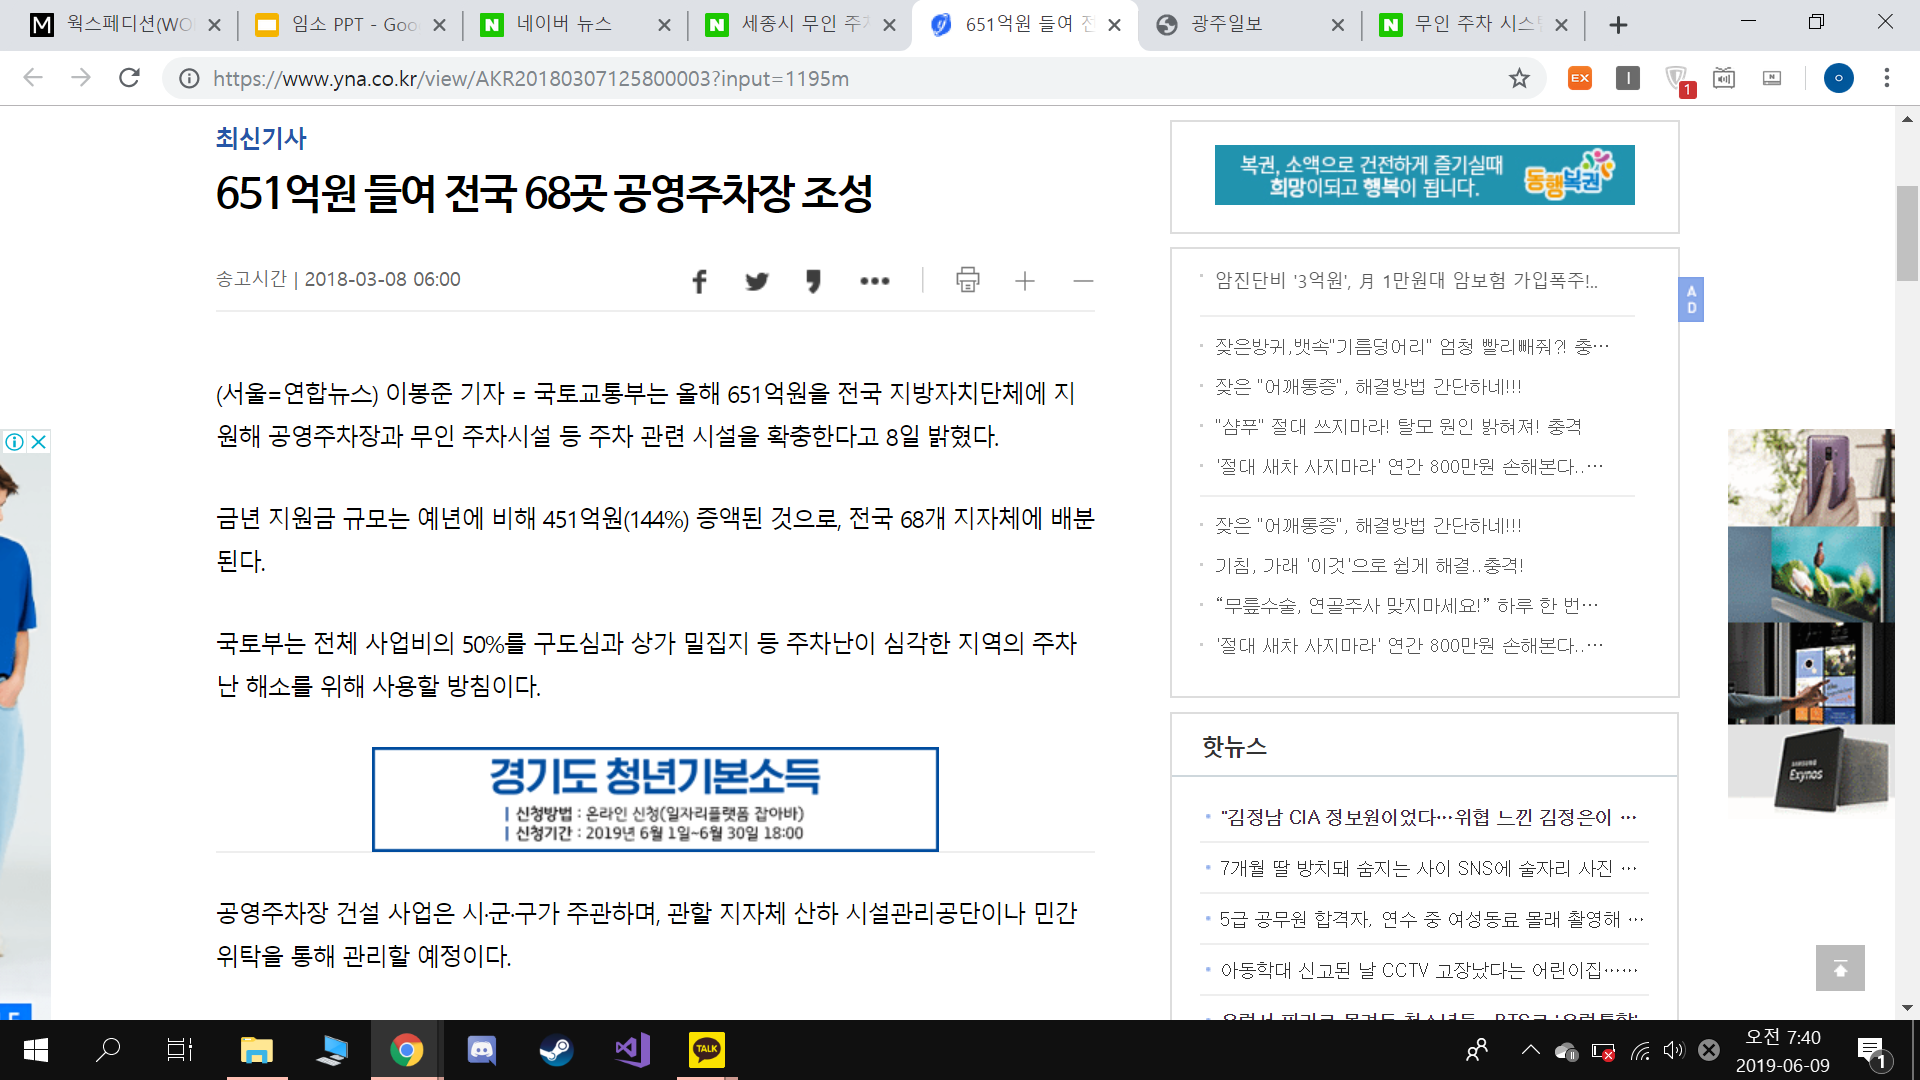 웍스페디션(WO
임소 PPT - Goo
네이버 뉴스
세종시 무인 주차
651억원 들여 전
광주일보
무인 주차 시스템
https://www.yna.co.kr/view/AKR20180307125800003?input=1195m
EX
1
최신기사
651억원 들여 전국 68곳 공영주차장 조성
송고시간 | 2018-03-08 06:00
(서울=연합뉴스) 이봉준 기자 = 국토교통부는 올해 651억원을 전국 지방자치단체에 지
원해 공영주차장과 무인 주차시설 등 주차 관련 시설을 확충한다고 8일 밝혔다.
금년 지원금 규모는 예년에 비해 451억원(144%) 증액된 것으로, 전국 68개 지자체에 배분
된다.
국토부는 전체 사업비의 50%를 구도심과 상가 밀집지 등 주차난이 심각한 지역의 주차
난 해소를 위해 사용할 방침이다.
경기도 청년기본소득
| 신청방법 : 온라인 신청(일자리플랫폼 잡아바)
| 신청기간 : 2019년 6월 1일~6월 30일 18:00
공영주차장 건설 사업은 시·군·구가 주관하며, 관할 지자체 산하 시설관리공단이나 민간
위탁을 통해 관리할 예정이다.
복권, 소액으로 건전하게 즐기실때
희망이되고 행복이 됩니다.
동행복권
암진단비 '3억원', 月 1만원대 암보험 가입폭주!..
AD
잦은방귀,뱃속"기름덩어리" 엄청 빨리빼줘?! 충…
잦은 "어깨통증", 해결방법 간단하네!!!
"샴푸" 절대 쓰지마라! 탈모 원인 밝혀져! 충격
'절대 새차 사지마라' 연간 800만원 손해본다..…
잦은 "어깨통증", 해결방법 간단하네!!!
기침, 가래 '이것'으로 쉽게 해결..충격!
“무릎수술, 연골주사 맞지마세요!” 하루 한 번…
'절대 새차 사지마라' 연간 800만원 손해본다..…
핫뉴스
"김정남 CIA 정보원이었다…위협 느낀 김정은이 …
7개월 딸 방치돼 숨지는 사이 SNS에 술자리 사진 …
5급 공무원 합격자, 연수 중 여성동료 몰래 촬영해 …
아동학대 신고된 날 CCTV 고장났다는 어린이집……
SAMSUNG
Exynos
TALK
오전 7:40
2019-06-09
1